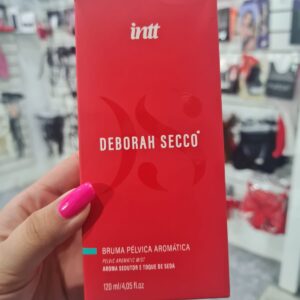 intt
DEBORAH SECCO
BRUMA PÉLVICA AROMÁTICA
PELVIC AROMATIC MIST
AROMA SEDUTOR E TOQUE DE SEDA
120 ml/4,05 fl.oz